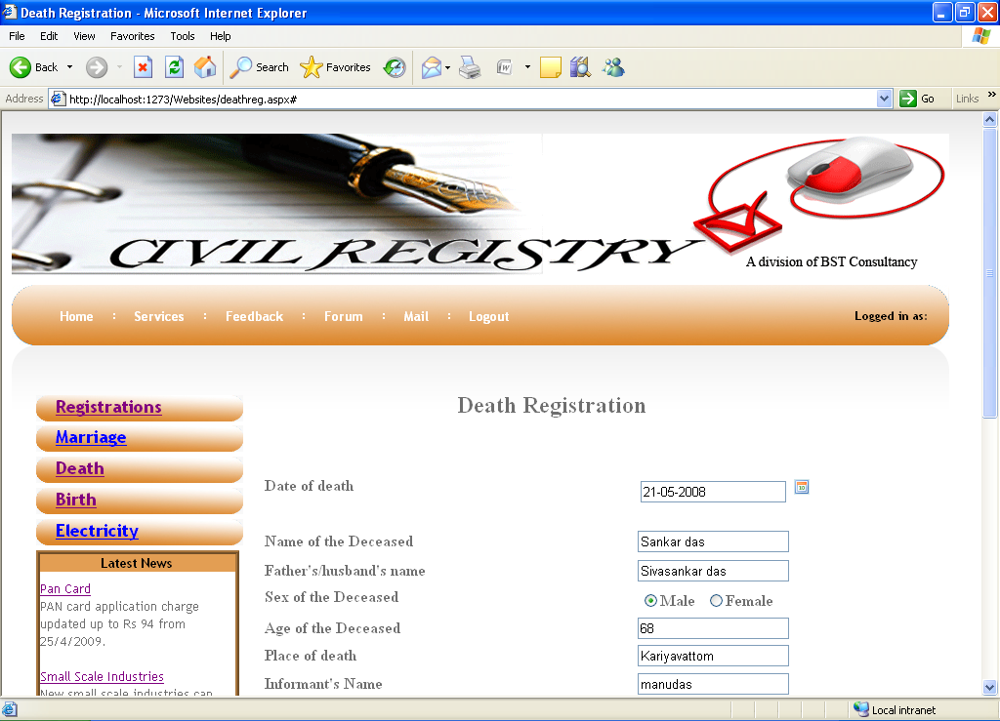 Death Registration - Microsoft Internet Explorer
File Edit View Favorites Tools Help
Back Search Favorites
Address http://localhost:1273/Websites/deathreg.aspx# Go Links »
CIVIL REGISTRY
A division of BST Consultancy
Home : Services : Feedback : Forum : Mail : Logout Logged in as:
Registrations
Marriage
Death
Birth
Electricity
Latest News
Pan Card
PAN card application charge
updated up to Rs 94 from
25/4/2009.
Small Scale Industries
New small scale industries can
Death Registration
Date of death 21-05-2008
Name of the Deceased Sankar das
Father's/husband's name Sivasankar das
Sex of the Deceased Male Female
Age of the Deceased 68
Place of death Kariyavattom
Informant's Name manudas
Local intranet